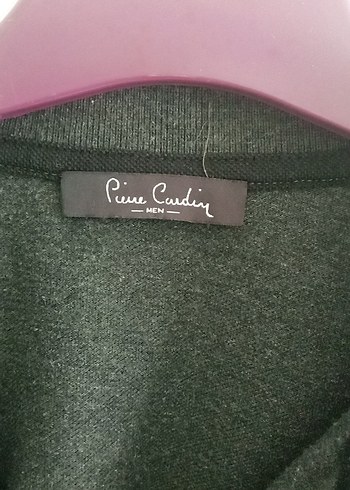 Pierre Cardin
— MEN —